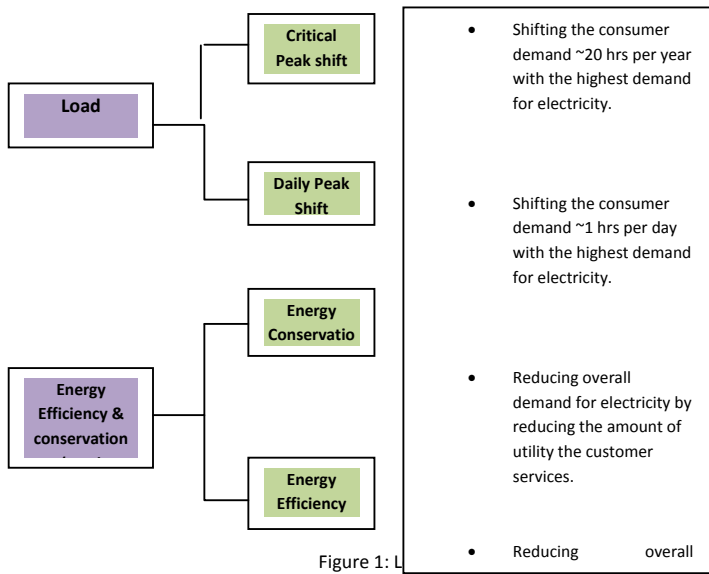 Critical
Peak shift
Load
Daily Peak
Shift
Energy
Conservatio
Energy
Efficiency &
conservation
Energy
Efficiency
• Shifting the consumer
demand ~20 hrs per year
with the highest demand
for electricity.
• Shifting the consumer
demand ~1 hrs per day
with the highest demand
for electricity.
• Reducing overall
demand for electricity by
reducing the amount of
utility the customer
services.
• Reducing overall
Figure 1: L